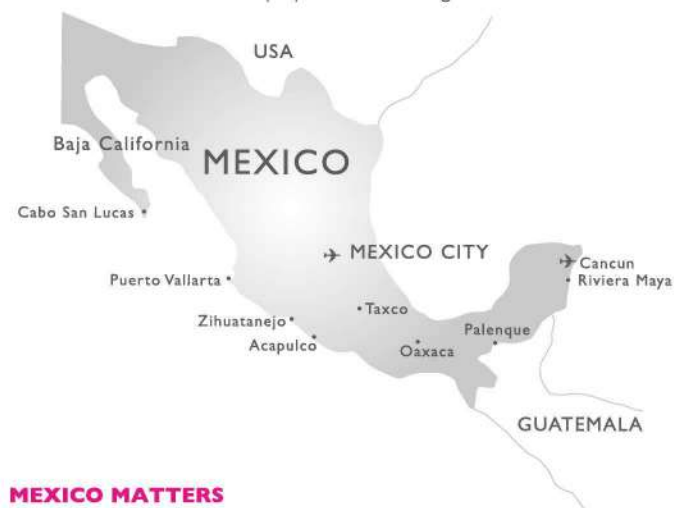 USA
Baja California
MEXICO
Cabo San Lucas
MEXICO CITY
Cancun
Puerto Vallarta
Riviera Maya
Taxco
Zihuatanejo
Palenque
Acapulco
Oaxaca
GUATEMALA
MEXICO MATTERS